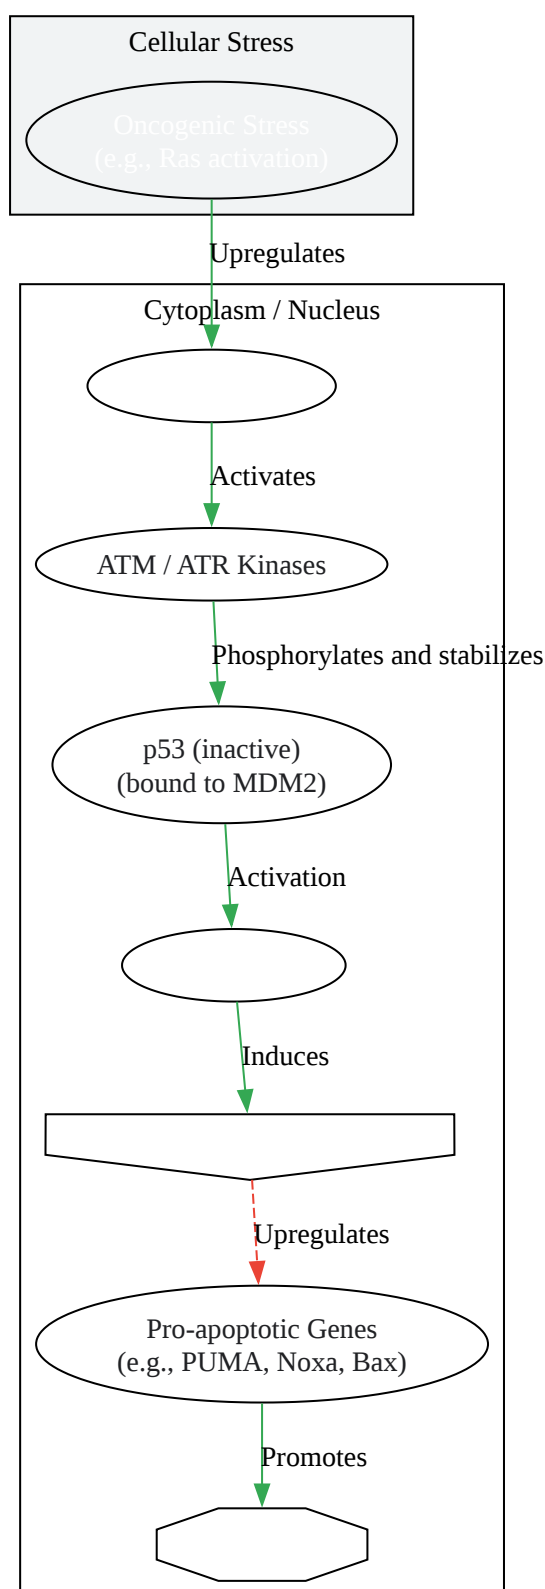 Cellular Stress
Oncogenic Stress
(e.g., Ras activation)
Upregulates
Cytoplasm / Nucleus
Activates
ATM / ATR Kinases
Phosphorylates and stabilizes
p53 (inactive)
(bound to MDM2)
Activation
Induces
Upregulates
Pro-apoptotic Genes
(e.g., PUMA, Noxa, Bax)
Promotes